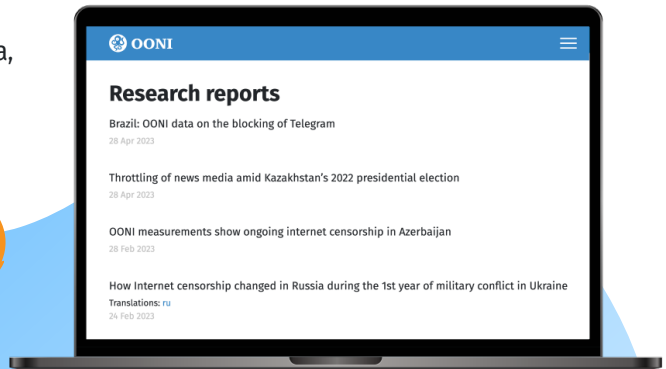 a,
OONI
Research reports
Brazil: OONI data on the blocking of Telegram
28 Apr 2023
Throttling of news media amid Kazakhstan's 2022 presidential election
28 Apr 2023
OONI measurements show ongoing internet censorship in Azerbaijan
28 Feb 2023
How Internet censorship changed in Russia during the 1st year of military conflict in Ukraine
Translations: ru
24 Feb 2023